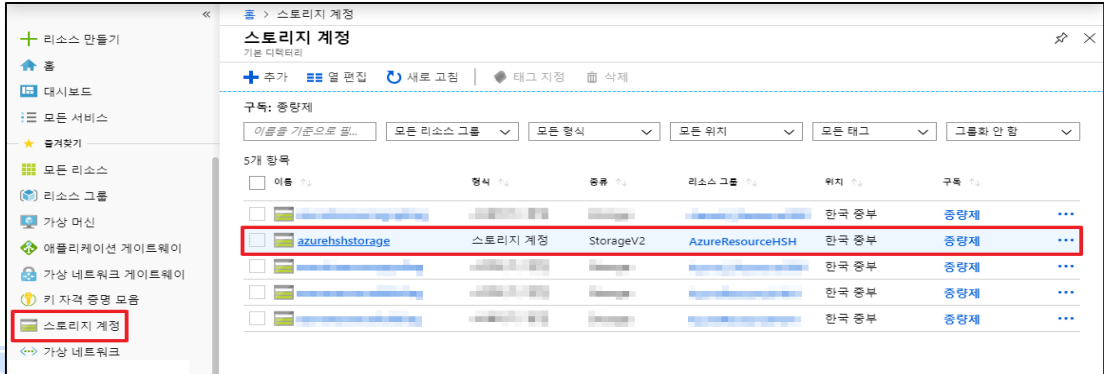 홈 > 스토리지 계정
스토리지 계정
기본 디렉터리
추가 열 편집 새로 고침 태그 지정 삭제
구독: 종량제
이름을 기준으로 필... 모든 리소스 그룹 모든 형식 모든 위치 모든 태그 그룹화 안 함
5개 항목
이름 형식 종류 리소스 그룹 위치 구독
한국 중부 종량제
azurehshstorage 스토리지 계정 StorageV2 AzureResourceHSH 한국 중부 종량제
한국 중부 종량제
한국 중부 종량제
한국 중부 종량제
리소스 만들기
홈
대시보드
모든 서비스
즐겨찾기
모든 리소스
리소스 그룹
가상 머신
애플리케이션 게이트웨이
가상 네트워크 게이트웨이
키 자격 증명 모음
스토리지 계정
가상 네트워크